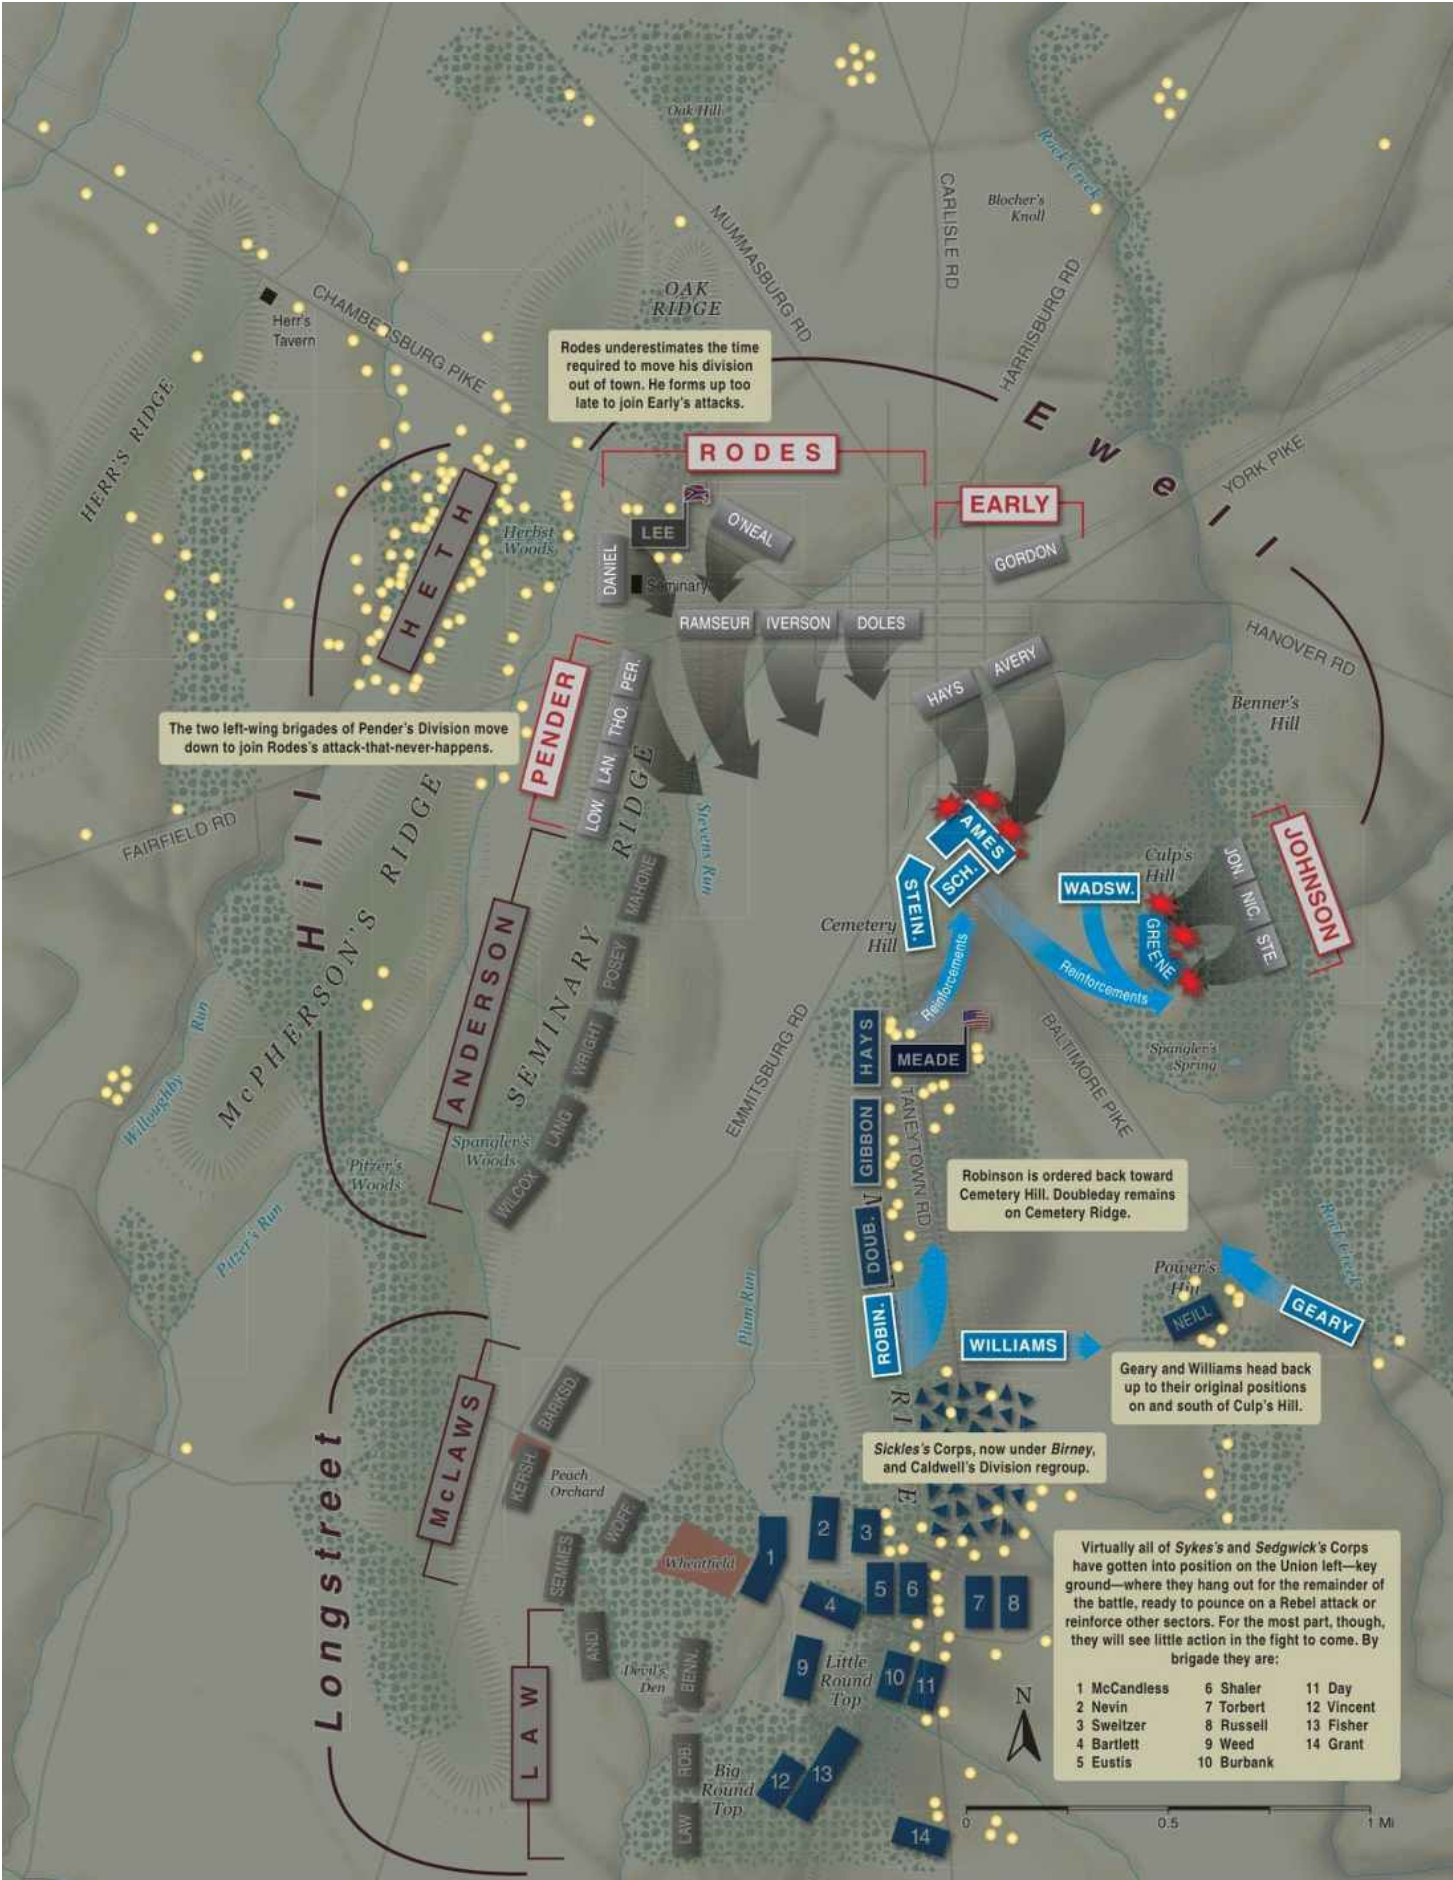 Oak Hill
Rock Creek
Blocher's
Knoll
CARLISLE RD
MUMMASBURG RD
HARRISBURG RD
OAK
RIDGE
Herr's
Tavern
CHAMBERSBURG PIKE
HERR'S RIDGE
Rodes underestimates the time
required to move his division
out of town. He forms up too
late to join Early's attacks.
Ewell
YORK PIKE
RODES
EARLY
HETH
Herbst
Woods
LEE
O'NEAL
GORDON
DANIEL
Seminary
RAMSEUR
IVERSON
DOLES
HANOVER RD
AVERY
HAYS
PENDER
PER.
THO.
LAN.
LOW.
Benner's
Hill
The two left-wing brigades of Pender's Division move
down to join Rodes's attack-that-never-happens.
Hill
FAIRFIELD RD
McPHERSON'S RIDGE
SEMINARY RIDGE
Stevens Run
AMES
SCH.
STEIN.
Cemetery
Hill
WADSW.
Culp's
Hill
GREENE
JON.
NIC.
STE.
JOHNSON
Reinforcements
Reinforcements
MAHONE
POSEY
WRIGHT
LANG
WILCOX
ANDERSON
Spangler's
Woods
Pitzer's
Woods
Willoughby Run
Pitzer's Run
EMMITSBURG RD
BALTIMORE PIKE
Spangler's
Spring
HAYS
MEADE
GIBBON
TANEYTOWN RD
DOUB.
Robinson is ordered back toward
Cemetery Hill. Doubleday remains
on Cemetery Ridge.
Rock Creek
Plum Run
ROBIN.
WILLIAMS
Power's
Hill
NEILL
GEARY
Geary and Williams head back
up to their original positions
on and south of Culp's Hill.
Longstreet
McLAWS
BARKSD.
KERSH.
Peach
Orchard
WOFF.
SEMMES
Wheatfield
Sickles's Corps, now under Birney,
and Caldwell's Division regroup.
1
2
3
4
5
6
7
8
9
10
11
12
13
14
LAW
AND.
Devil's
Den
BENN.
ROB.
LAW
Little
Round
Top
Big
Round
Top
Virtually all of Sykes's and Sedgwick's Corps
have gotten into position on the Union left—key
ground—where they hang out for the remainder of
the battle, ready to pounce on a Rebel attack or
reinforce other sectors. For the most part, though,
they will see little action in the fight to come. By
brigade they are:
1 McCandless
2 Nevin
3 Sweitzer
4 Bartlett
5 Eustis
6 Shaler
7 Torbert
8 Russell
9 Weed
10 Burbank
11 Day
12 Vincent
13 Fisher
14 Grant
N
0 0.5 1 Mi